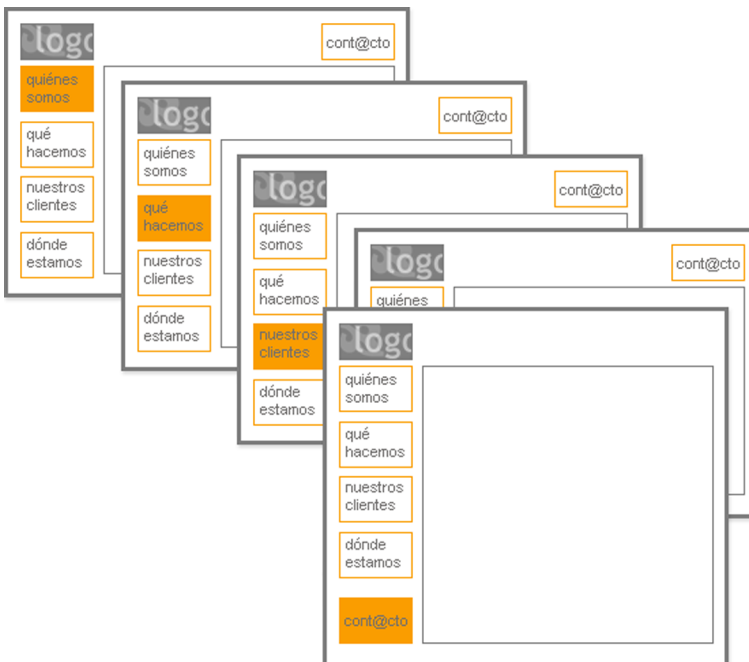 logo
cont@cto
quiénes
somos
qué
hacemos
nuestros
clientes
dónde
estamos
logo
cont@cto
quiénes
somos
qué
hacemos
nuestros
clientes
dónde
estamos
logo
cont@cto
quiénes
somos
qué
hacemos
nuestros
clientes
dónde
estamos
logo
cont@cto
quiénes
logo
quiénes
somos
qué
hacemos
nuestros
clientes
dónde
estamos
cont@cto